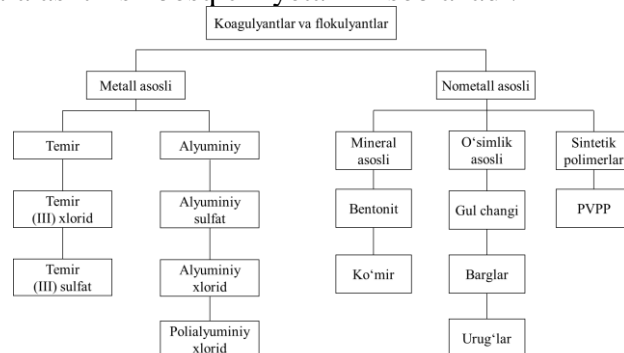 Koagulyantlar va flokulyantlar
Metall asosli
Nometall asosli
Temir
Alyuminiy
Mineral
asosli
O‘simlik
asosli
Sintetik
polimerlar
Temir
(III) xlorid
Alyuminiy
sulfat
Bentonit
Gul changi
PVPP
Temir
(III) sulfat
Alyuminiy
xlorid
Ko‘mir
Barglar
Polialyuminiy
xlorid
Urug‘lar